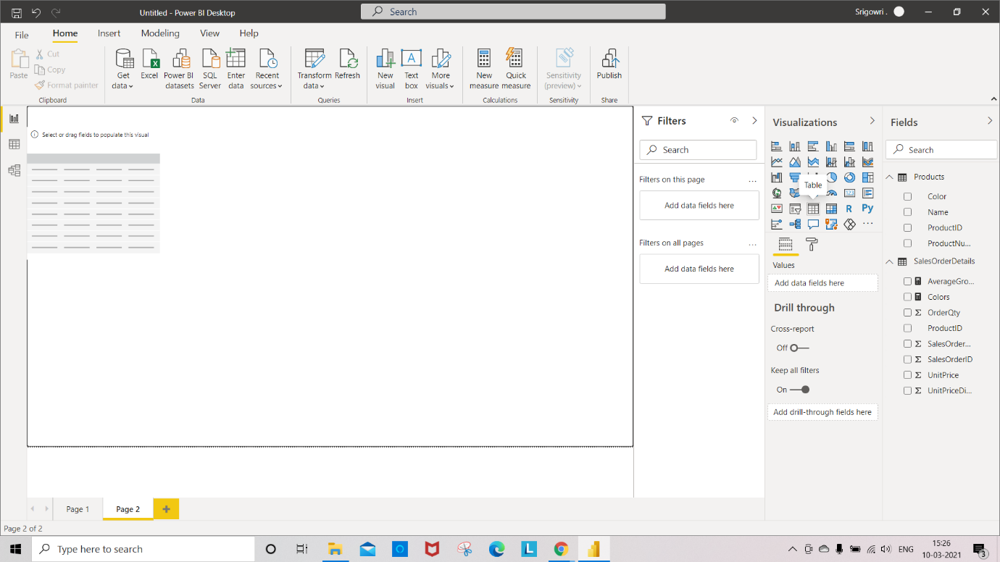 Untitled - Power BI Desktop
Search
Srigowri .
File
Home
Insert
Modeling
View
Help
Paste
Cut
Copy
Format painter
Clipboard
Get data
Excel
Power BI datasets
SQL Server
Enter data
Recent sources
Data
Transform data
Refresh
Queries
New visual
Text box
More visuals
Insert
New measure
Quick measure
Calculations
Sensitivity (preview)
Sensitivity
Publish
Share
Select or drag fields to populate this visual
Filters
Search
Filters on this page
...
Add data fields here
Filters on all pages
...
Add data fields here
Visualizations
Table
123
R
Py
...
Values
Add data fields here
Drill through
Cross-report
Off
Keep all filters
On
Add drill-through fields here
Fields
Search
Products
Color
Name
ProductID
ProductNu...
SalesOrderDetails
AverageGro...
Colors
Σ OrderQty
ProductID
Σ SalesOrder...
Σ SalesOrderID
Σ UnitPrice
Σ UnitPriceDi...
Page 1
Page 2
+
Page 2 of 2
Type here to search
L
ENG
15:26
10-03-2021
3